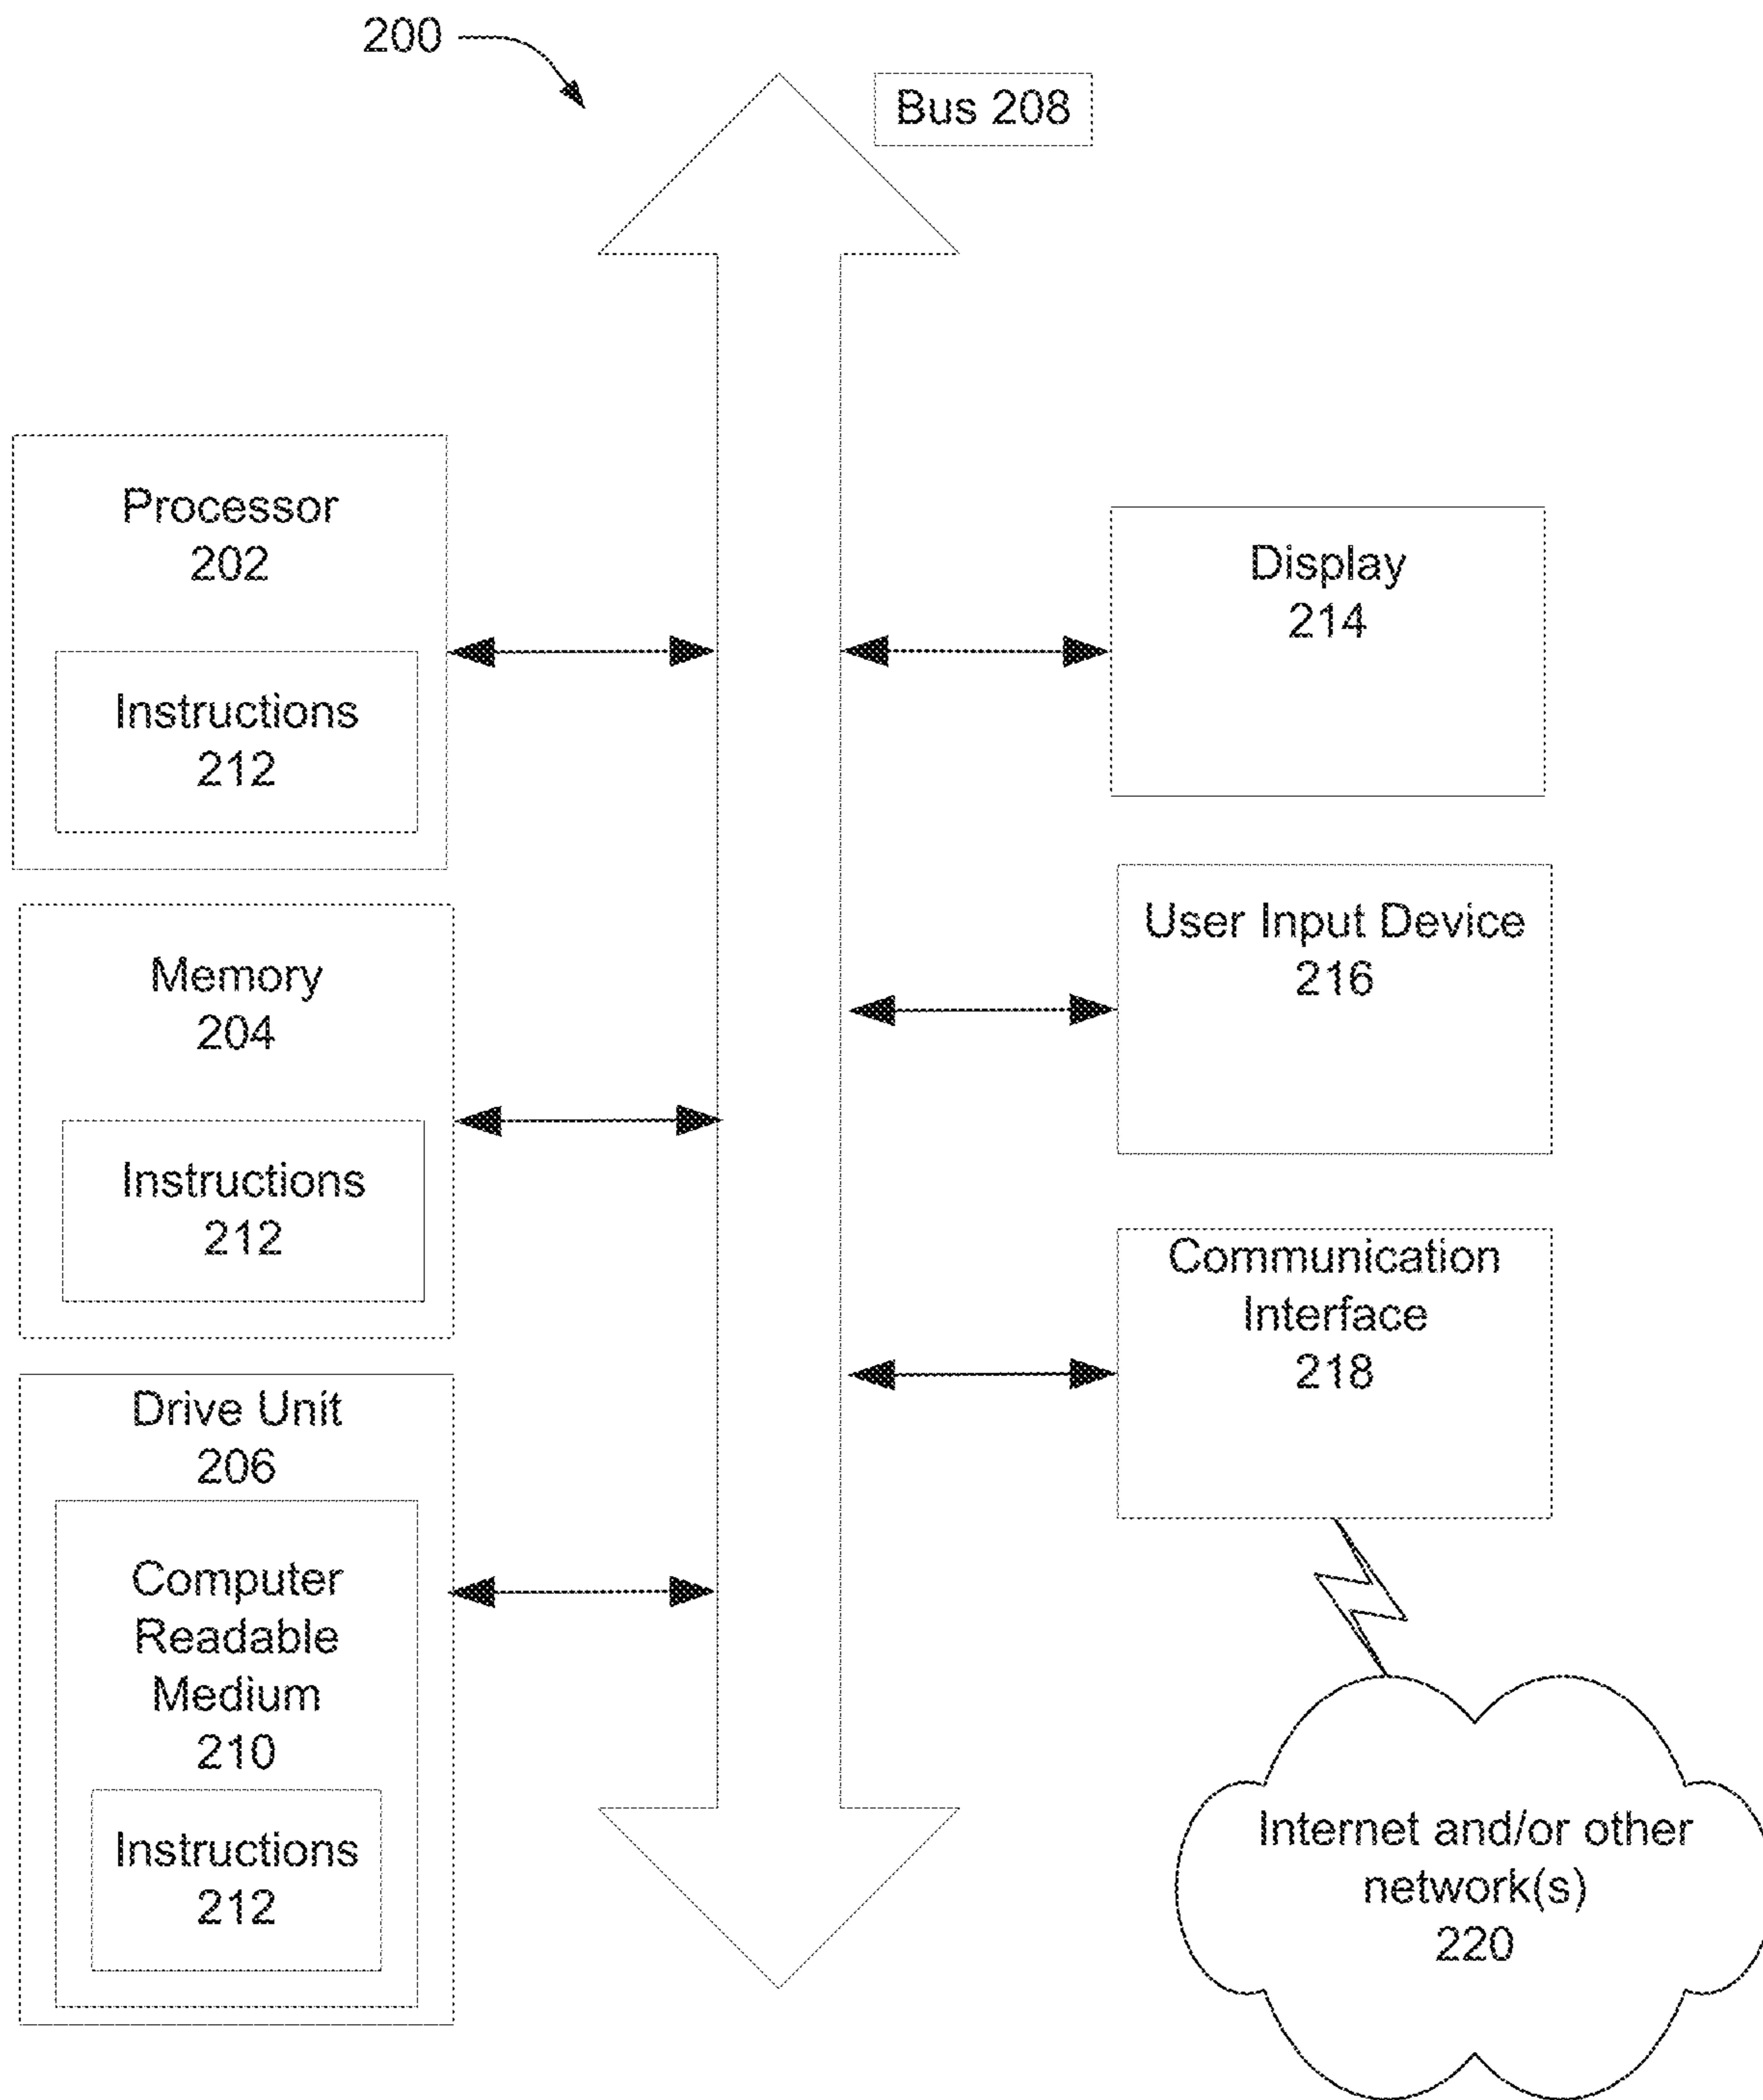 200
Bus 208
Processor
202
Instructions
212
Memory
204
Instructions
212
Drive Unit
206
Computer
Readable
Medium
210
Instructions
212
Display
214
User Input Device
216
Communication
Interface
218
Internet and/or other
network(s)
220